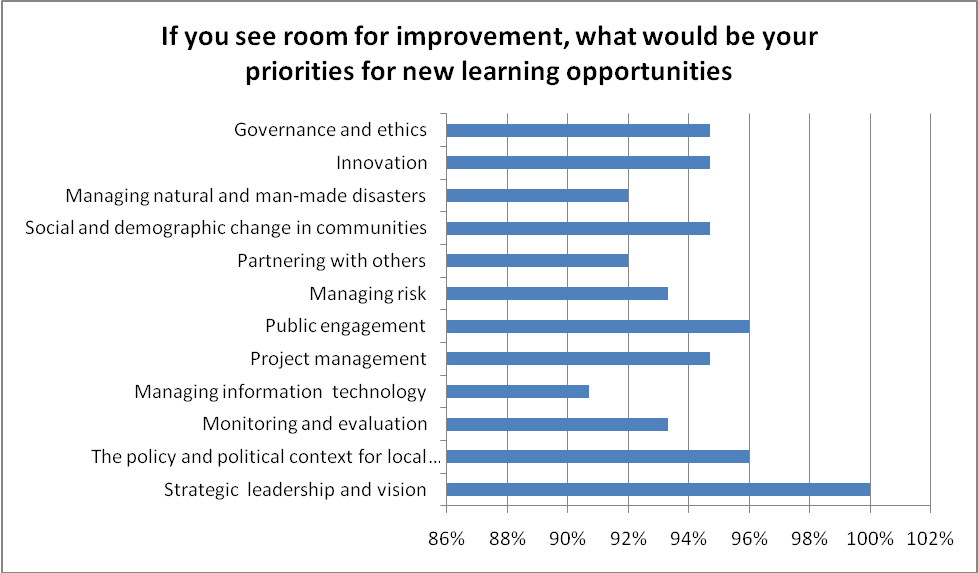 If you see room for improvement, what would be your
priorities for new learning opportunities
Governance and ethics
Innovation
Managing natural and man-made disasters
Social and demographic change in communities
Partnering with others
Managing risk
Public engagement
Project management
Managing information  technology
Monitoring and evaluation
The policy and political context for local…
Strategic  leadership and vision
86% 88% 90% 92% 94% 96% 98% 100% 102%